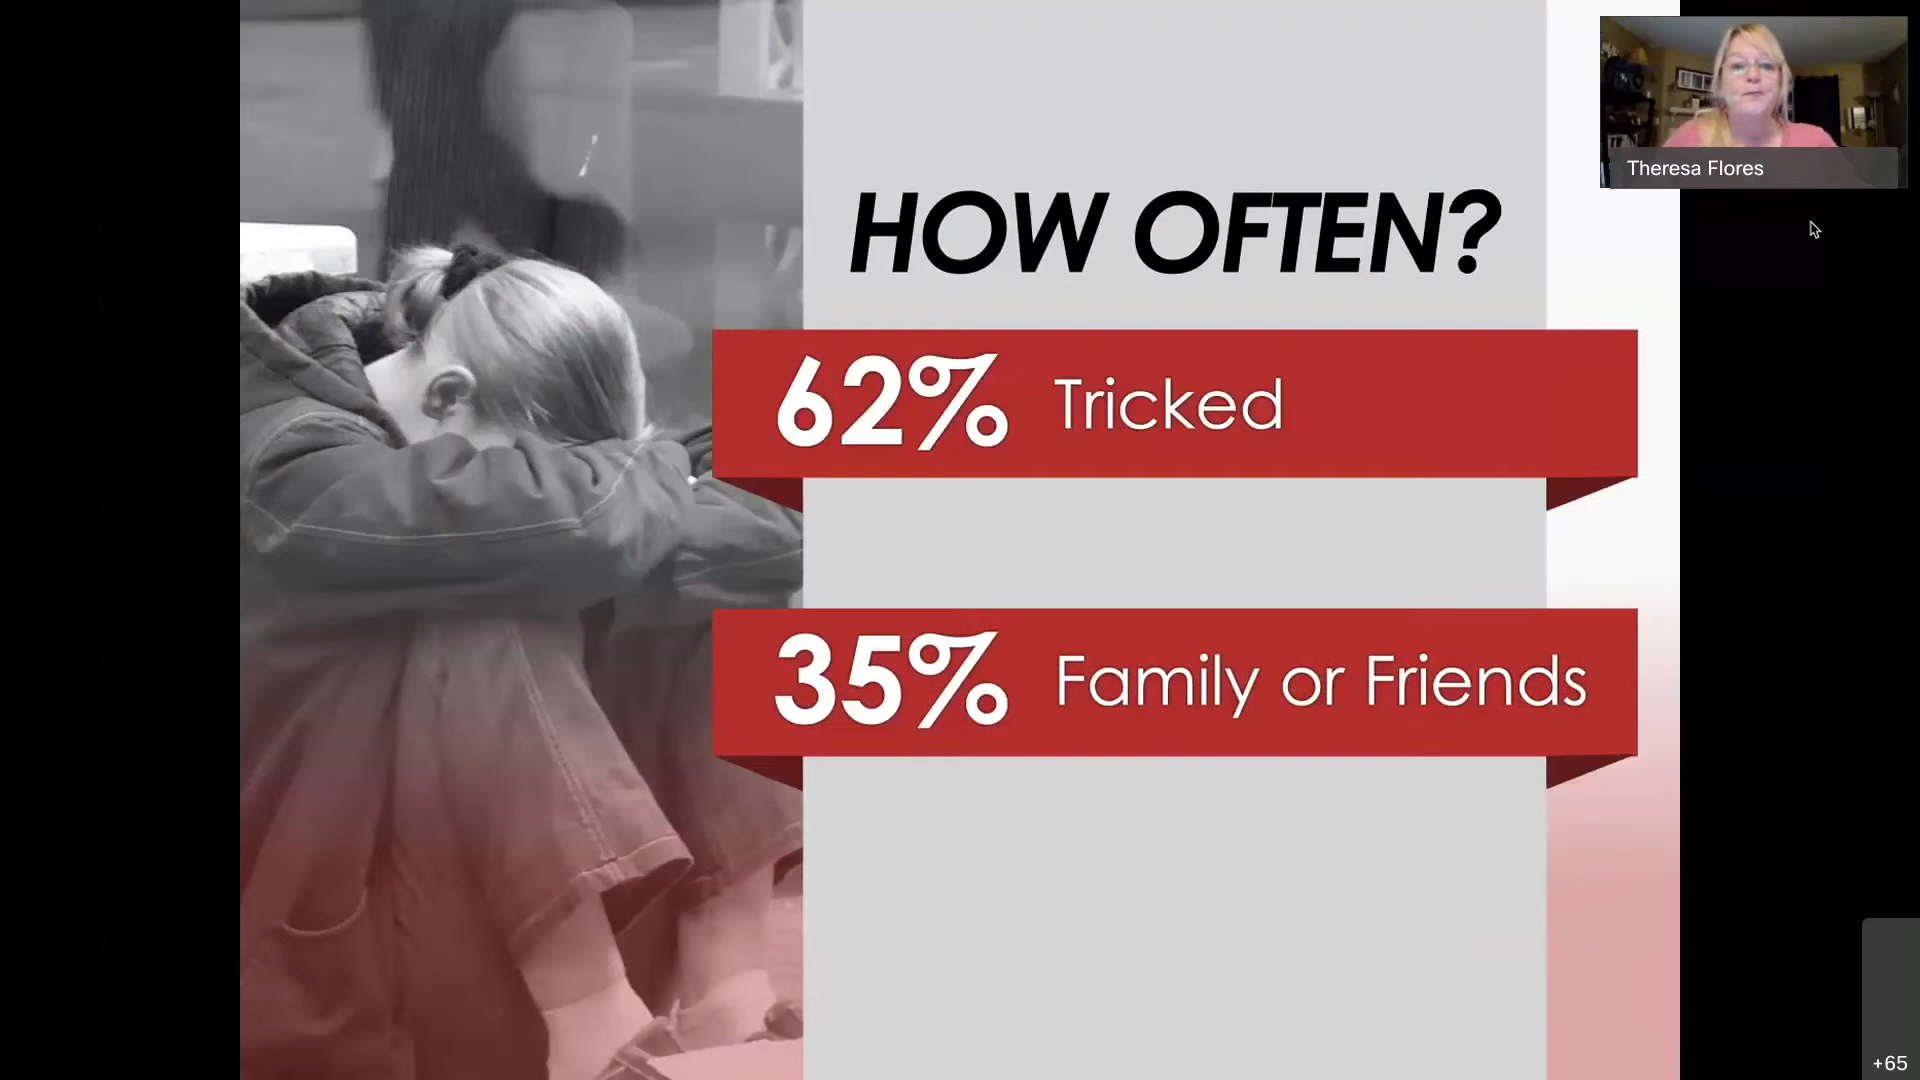 Theresa Flores
HOW OFTEN?
62% Tricked
35% Family or Friends
+65